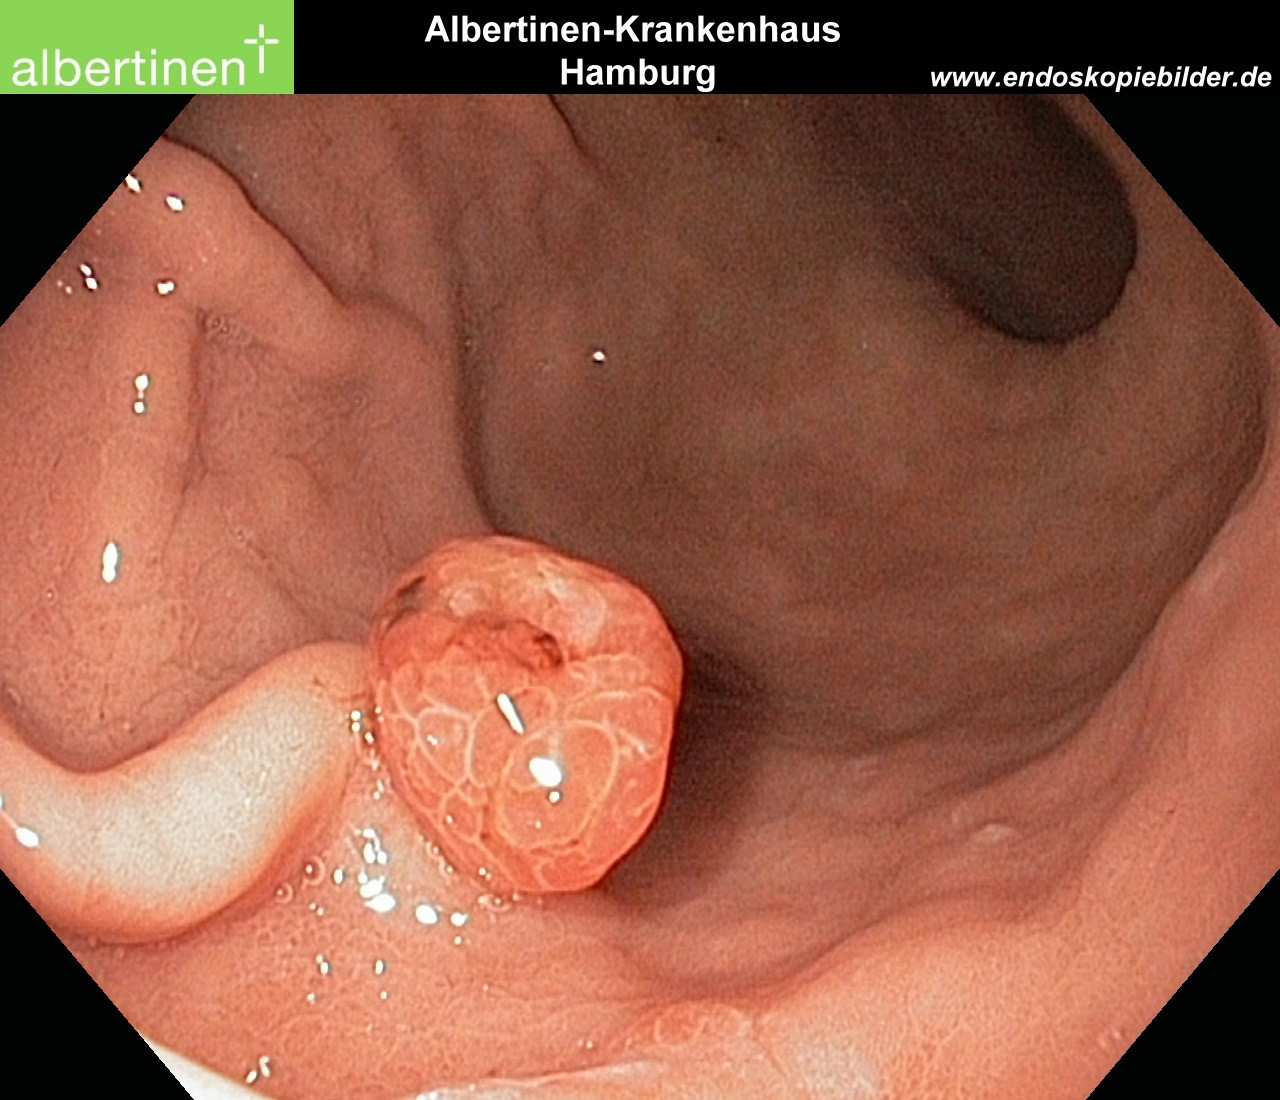 albertinen
Albertinen-Krankenhaus
Hamburg
www.endoskopiebilder.de